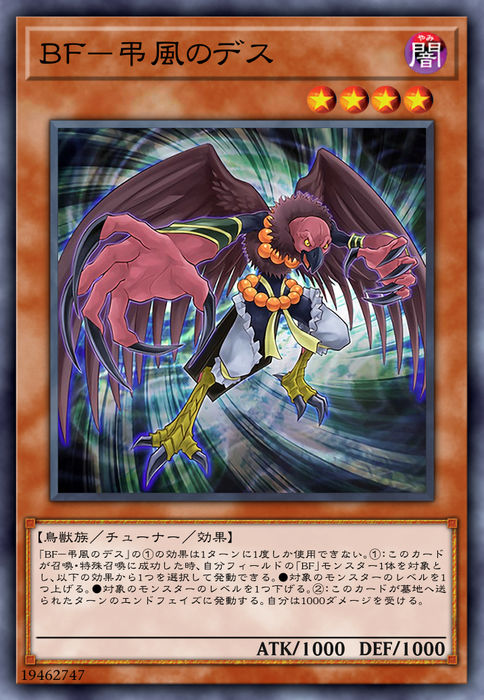 BF－弔風のデス
やみ
闇
【鳥獣族／チューナー／効果】
「BF－弔風のデス」の①の効果は1ターンに1度しか使用できない。①：このカード
が召喚・特殊召喚に成功した時、自分フィールドの「BF」モンスター1体を対象と
し、以下の効果から1つを選択して発動できる。●対象のモンスターのレベルを1
つ上げる。●対象のモンスターのレベルを1つ下げる。②：このカードが墓地へ送
られたターンのエンドフェイズに発動する。自分は1000ダメージを受ける。
ATK/1000 DEF/1000
19462747